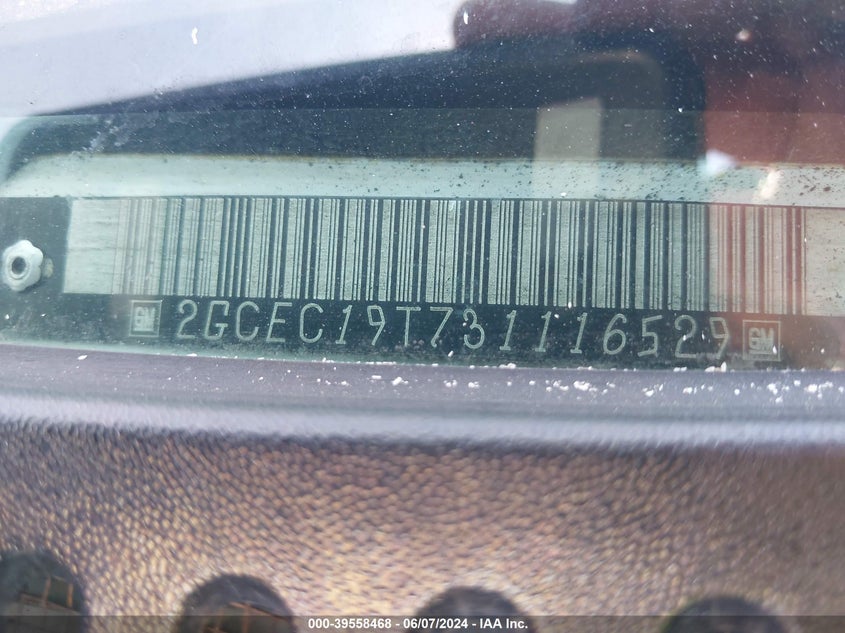 GM 2GCEC19T731116529 GM
000-39558468 | 06/07/2024 - IAA, Inc.